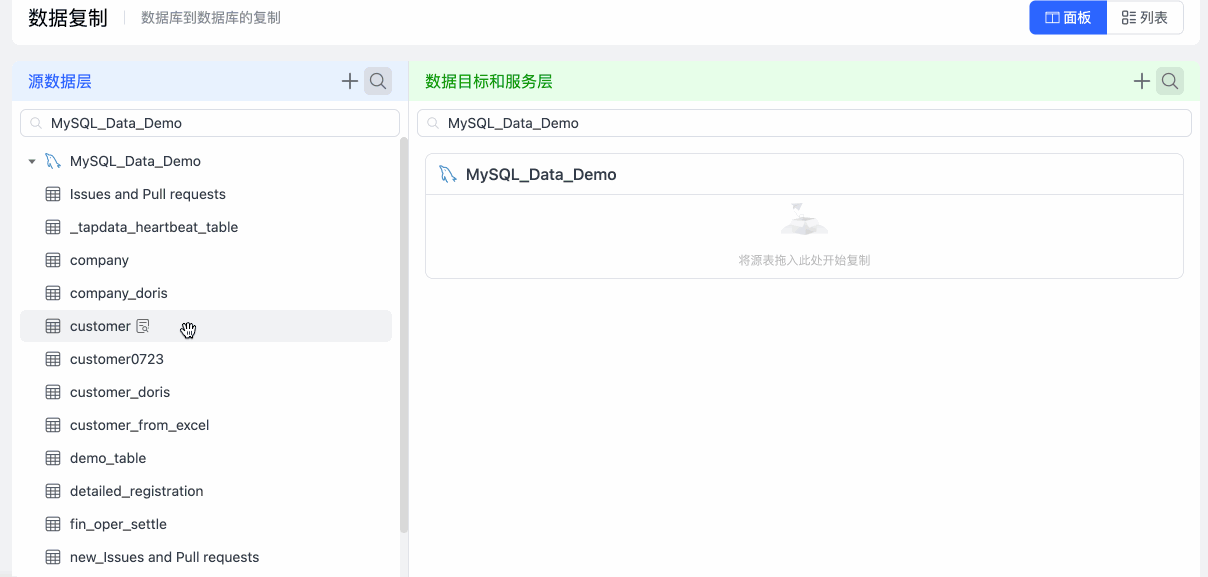 数据复制
数据库到数据库的复制
面板
列表
源数据层
MySQL_Data_Demo
MySQL_Data_Demo
Issues and Pull requests
_tapdata_heartbeat_table
company
company_doris
customer
customer0723
customer_doris
customer_from_excel
demo_table
detailed_registration
fin_oper_settle
new_Issues and Pull requests
数据目标和服务层
MySQL_Data_Demo
MySQL_Data_Demo
将源表拖入此处开始复制